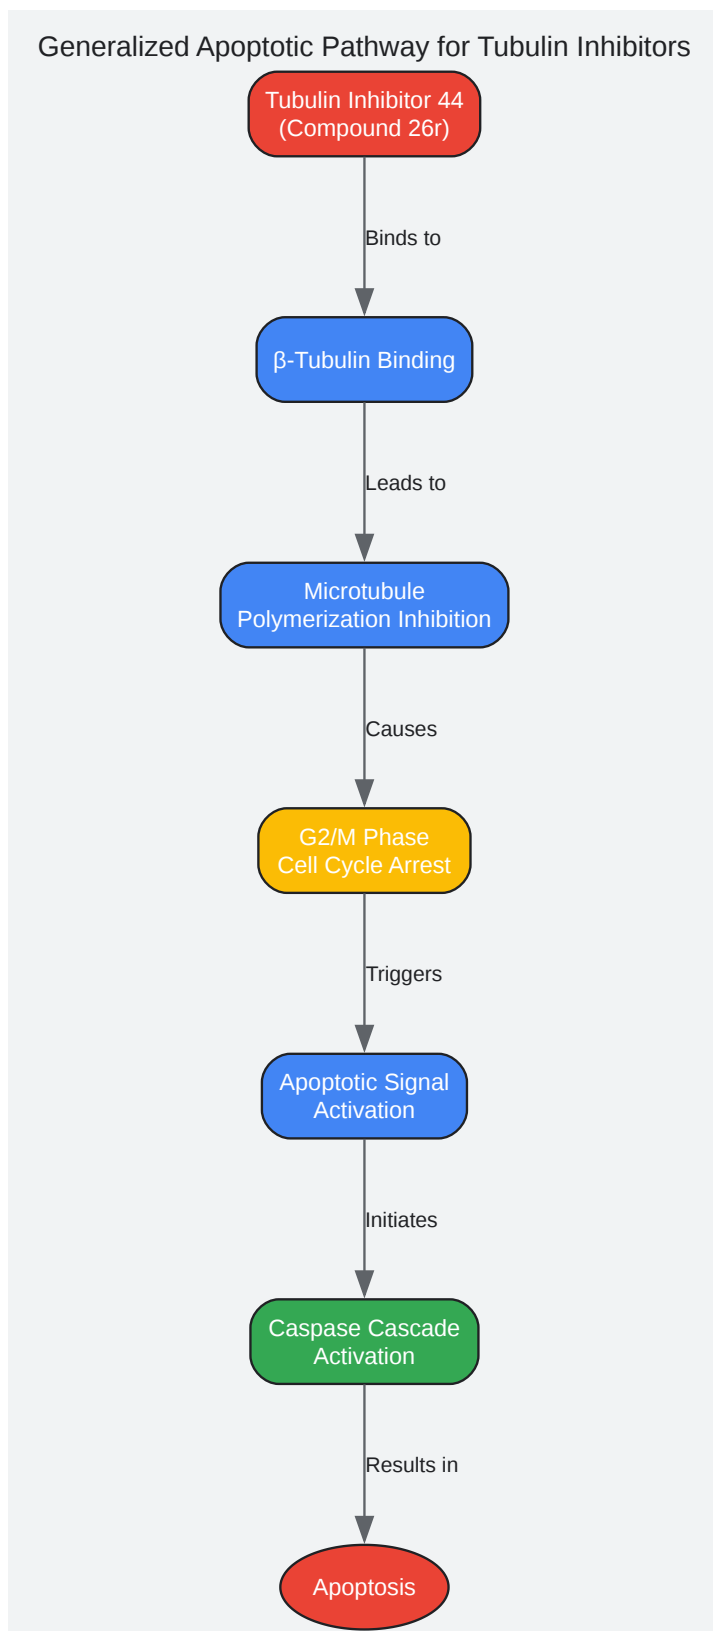 Generalized Apoptotic Pathway for Tubulin Inhibitors
Tubulin Inhibitor 44
(Compound 26r)
Binds to
β-Tubulin Binding
Leads to
Microtubule
Polymerization Inhibition
Causes
G2/M Phase
Cell Cycle Arrest
Triggers
Apoptotic Signal
Activation
Initiates
Caspase Cascade
Activation
Results in
Apoptosis